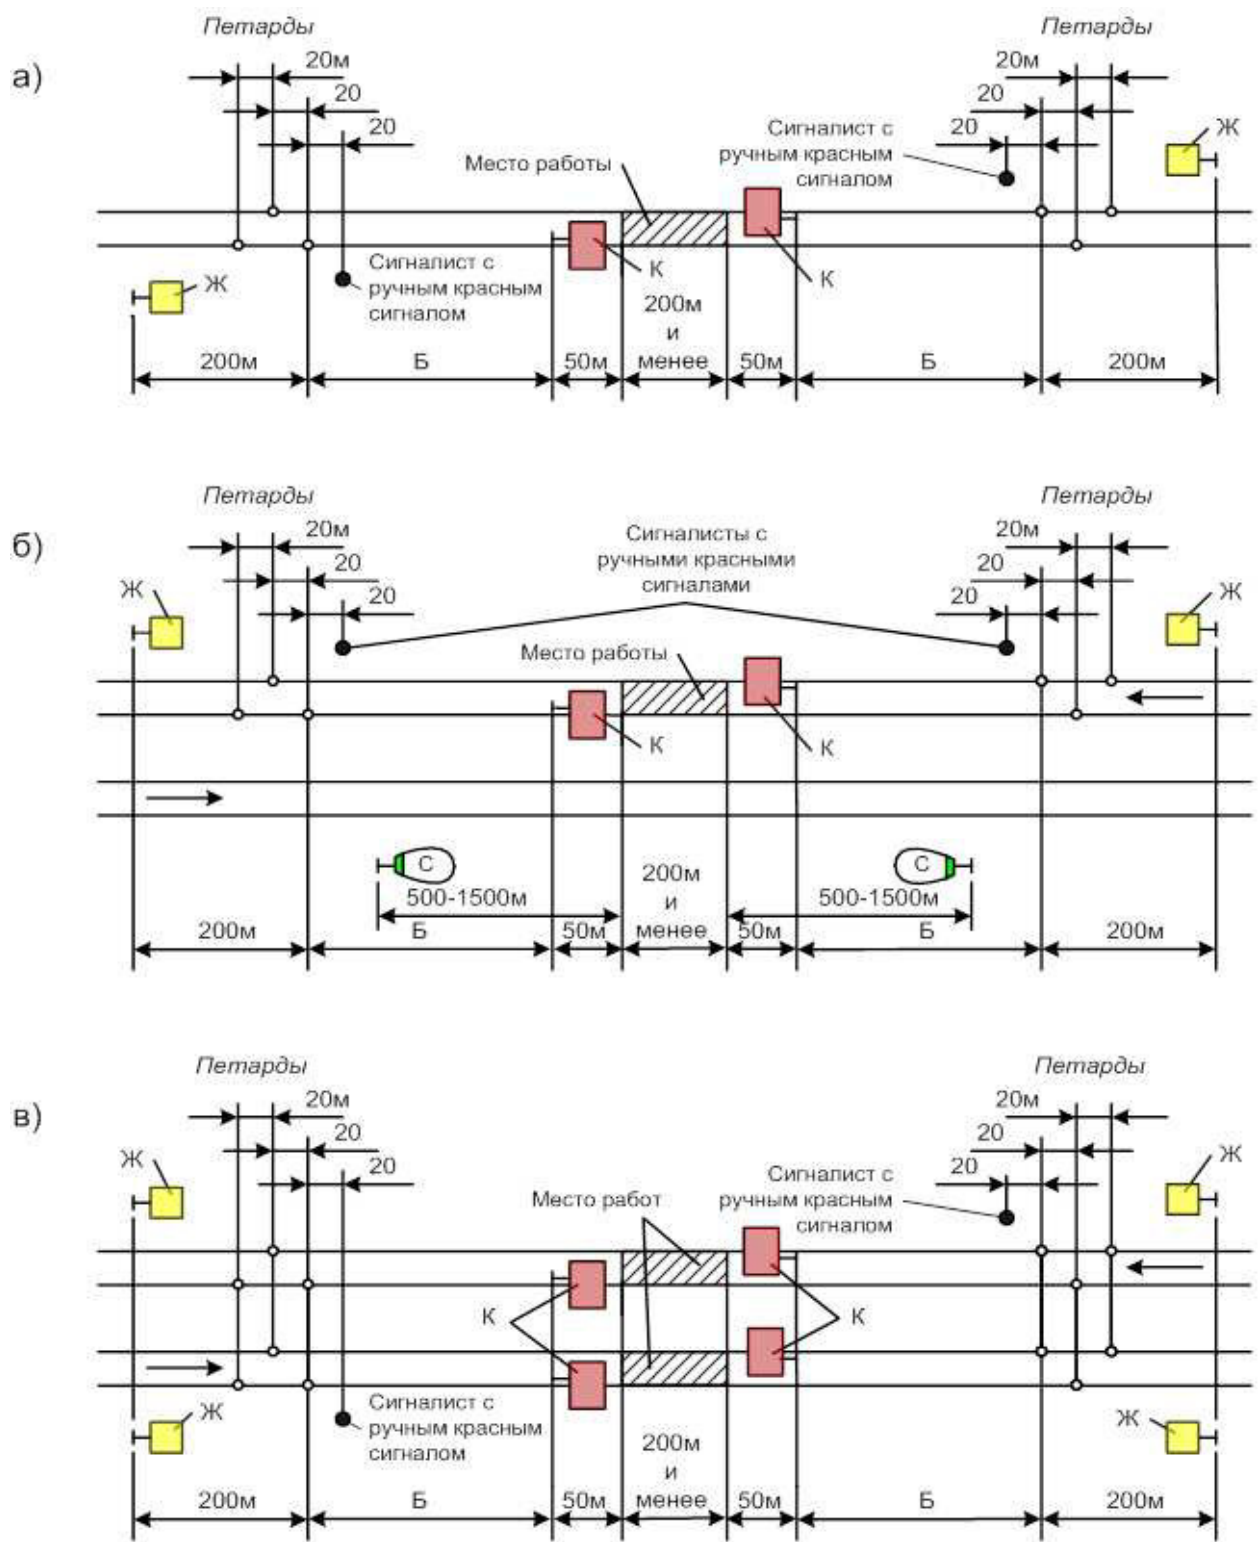 Петарды
Петарды
а)
20м
20м
20
20
20
20
Сигналист с
ручным красным
сигналом
Ж
Место работы
Сигналист с
ручным красным
сигналом
К
К
Ж
200м
и
менее
200м
Б
50м
50м
Б
200м
Петарды
Петарды
б)
20м
Сигналисты с
ручными красными
сигналами
20м
20
20
Ж
20
20
Ж
Место работы
К
К
С
С
500-1500м
200м
и
менее
500-1500м
200м
Б
50м
50м
Б
200м
Петарды
Петарды
в)
20м
20м
20
20
Ж
20
Сигналист с
ручным красным
сигналом
20
Ж
Место работ
К
К
Ж
Сигналист с
ручным красным
сигналом
Ж
200м
и
менее
200м
Б
50м
50м
Б
200м